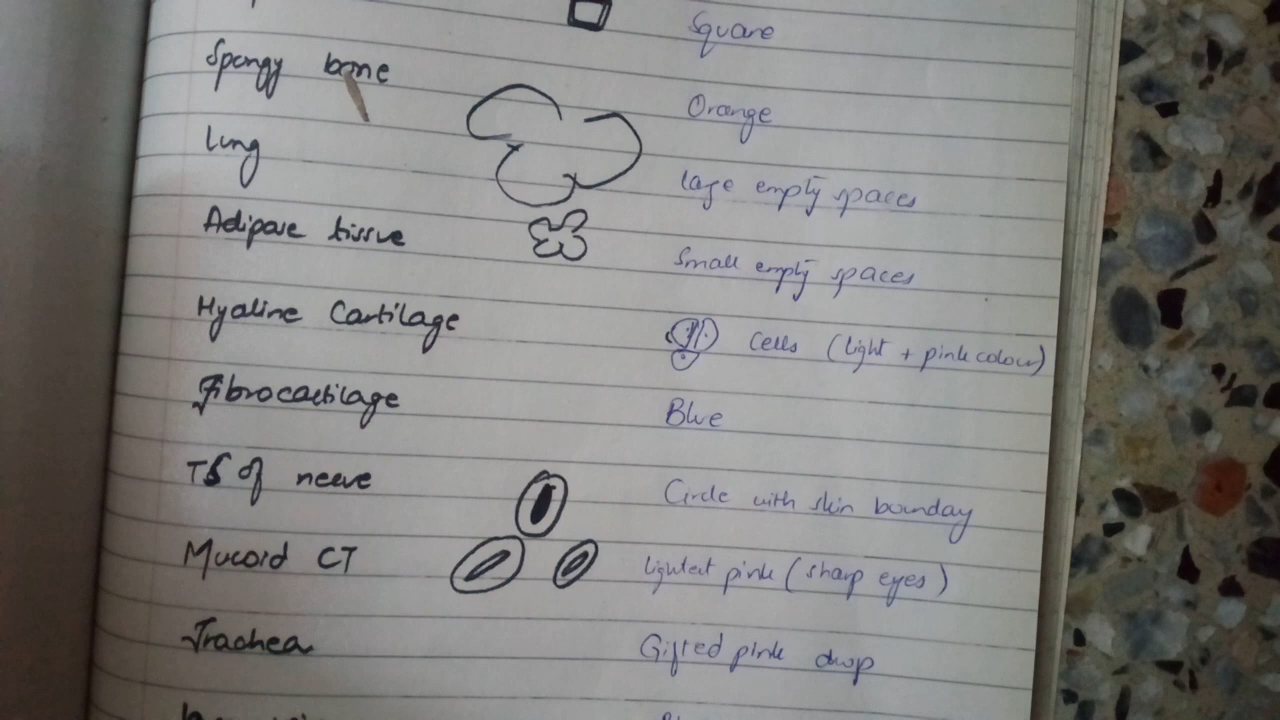 Square
Spongy bone Orange
Lung Large empty spaces
Adipose tissue Small empty spaces
Hyaline Cartilage Cells (light + pink colour)
Fibrocartilage Blue
TS of nerve Circle with skin bounday
Mucoid CT Lightest pink (sharp eyes)
Trachea Gifted pink drop